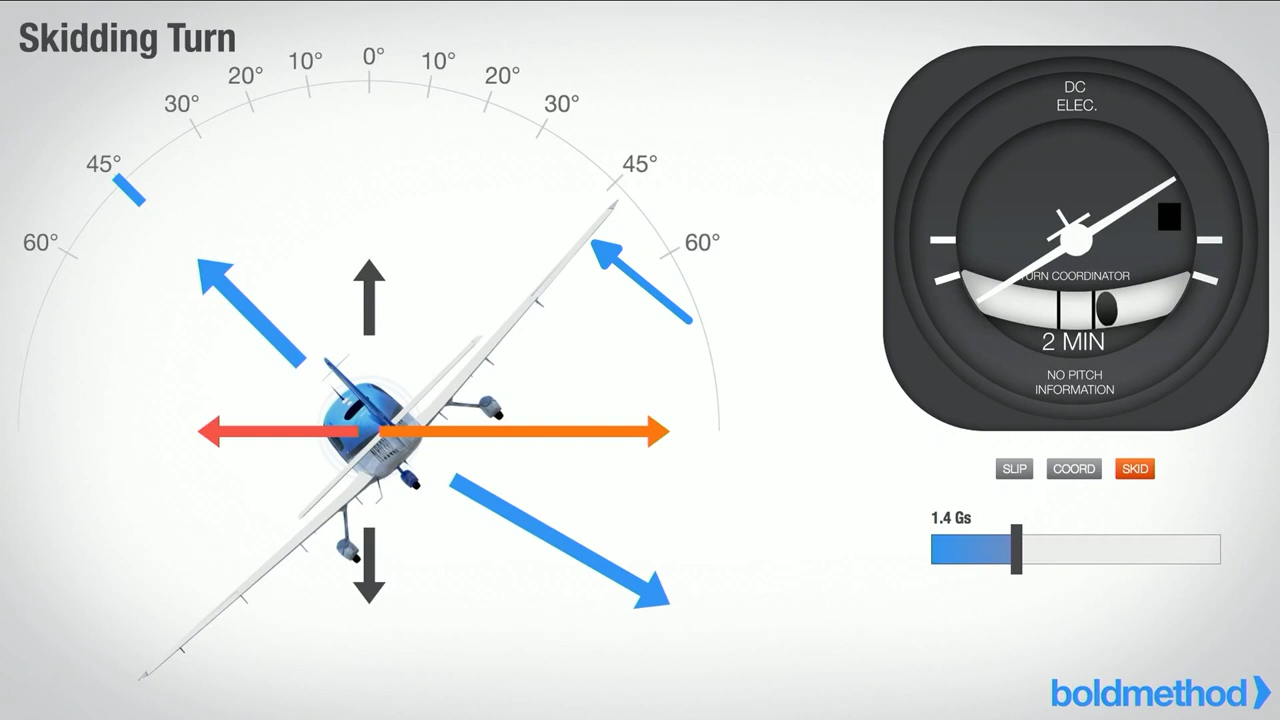 Skidding Turn
0°
10°
10°
20°
20°
30°
30°
45°
45°
60°
60°
DC
ELEC.
TURN COORDINATOR
2 MIN
NO PITCH
INFORMATION
SLIP COORD SKID
1.4 Gs
boldmethod